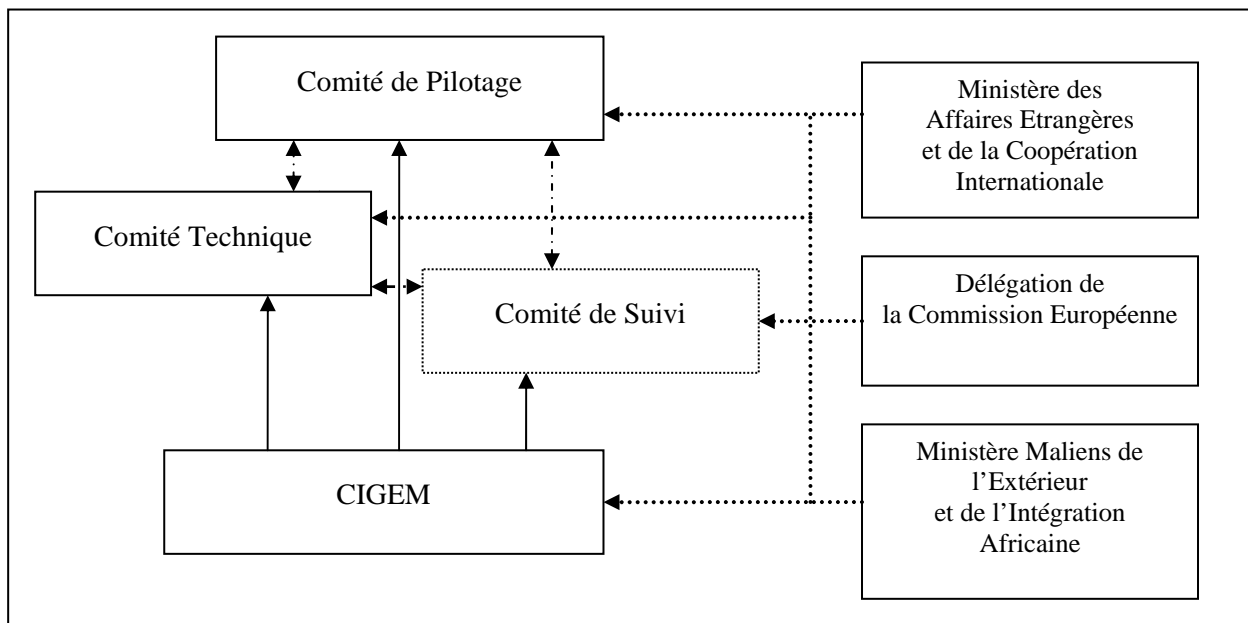 Comité de Pilotage
Ministère des
Affaires Etrangères
et de la Coopération
Internationale
Comité Technique
Comité de Suivi
Délégation de
la Commission Européenne
CIGEM
Ministère Maliens de
l’Extérieur
et de l’Intégration
Africaine